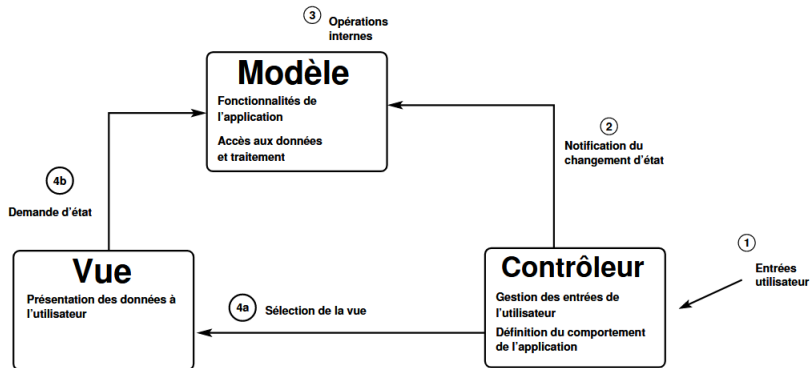 3
Opérations
internes
Modèle
Fonctionnalités de
l'application
Accès aux données
et traitement
2
Notification du
changement d'état
4b
Demande d'état
1
Entrées
utilisateur
Vue
Présentation des données à
l'utilisateur
4a
Sélection de la vue
Contrôleur
Gestion des entrées de
l'utilisateur
Définition du comportement
de l'application